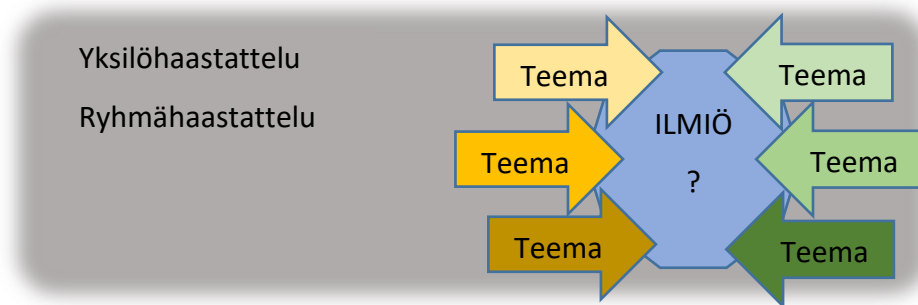 Yksilöhaastattelu
Ryhmähaastattelu
Teema
Teema
ILMIÖ
Teema
Teema
?
Teema
Teema